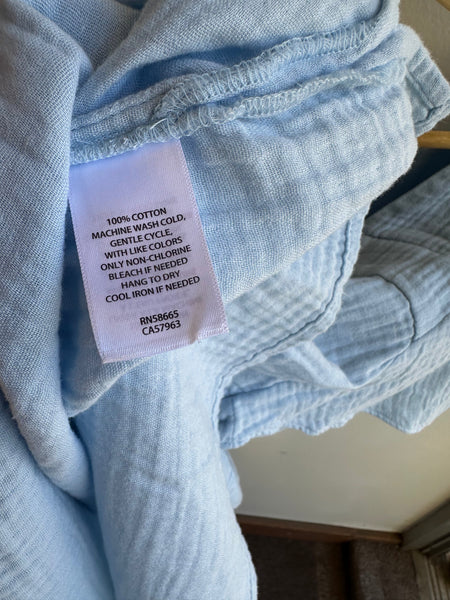 100% COTTON
MACHINE WASH COLD,
GENTLE CYCLE,
WITH LIKE COLORS
ONLY NON-CHLORINE
BLEACH IF NEEDED
HANG TO DRY
COOL IRON IF NEEDED
RN58665
CA57963